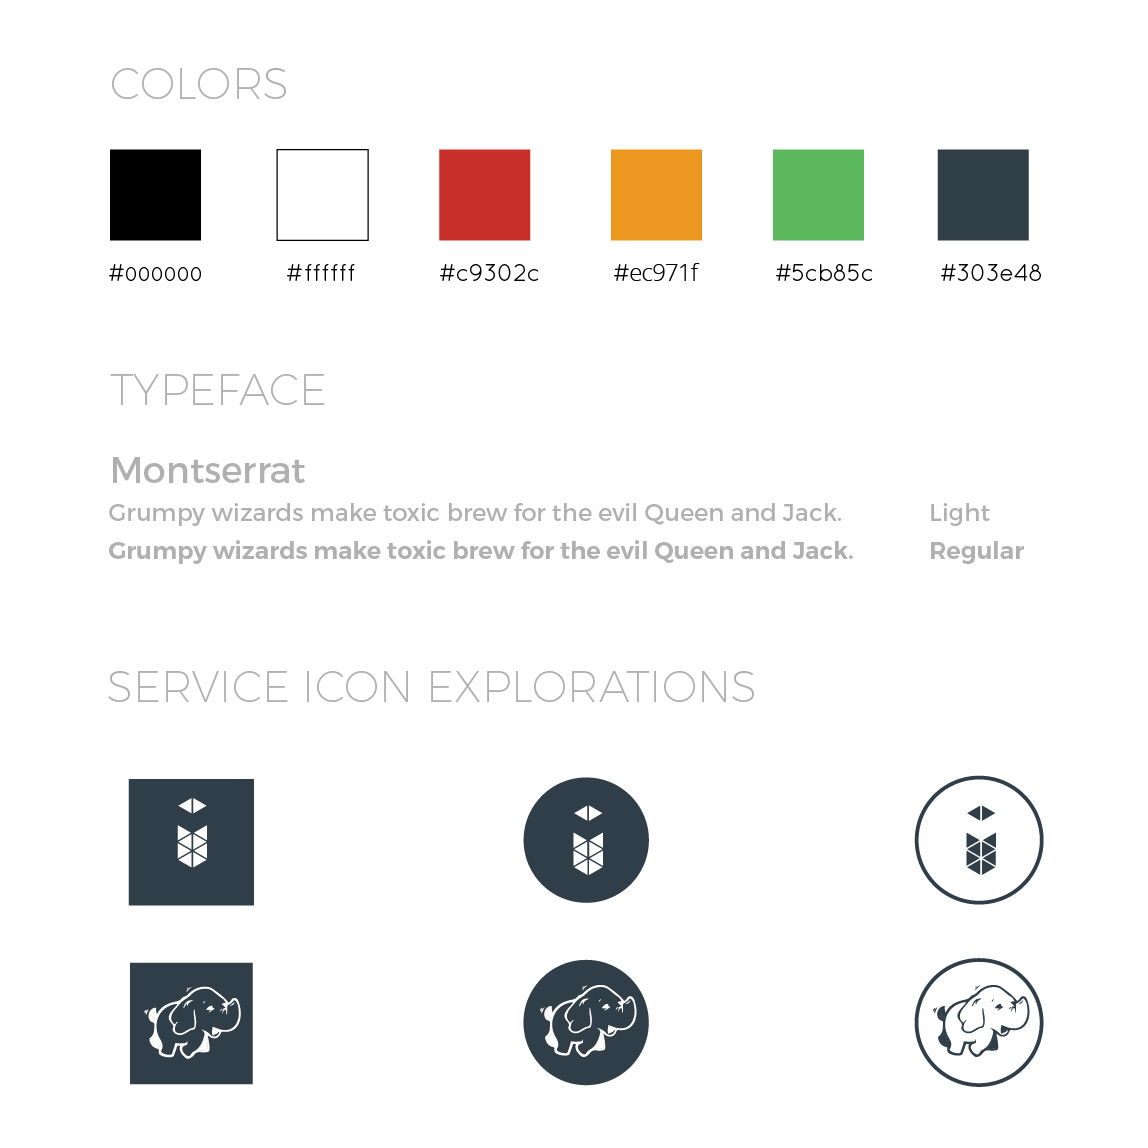 COLORS
#000000 #ffffff #c9302c #ec971f #5cb85c #303e48
TYPEFACE
Montserrat
Grumpy wizards make toxic brew for the evil Queen and Jack. Light
Grumpy wizards make toxic brew for the evil Queen and Jack. Regular
SERVICE ICON EXPLORATIONS